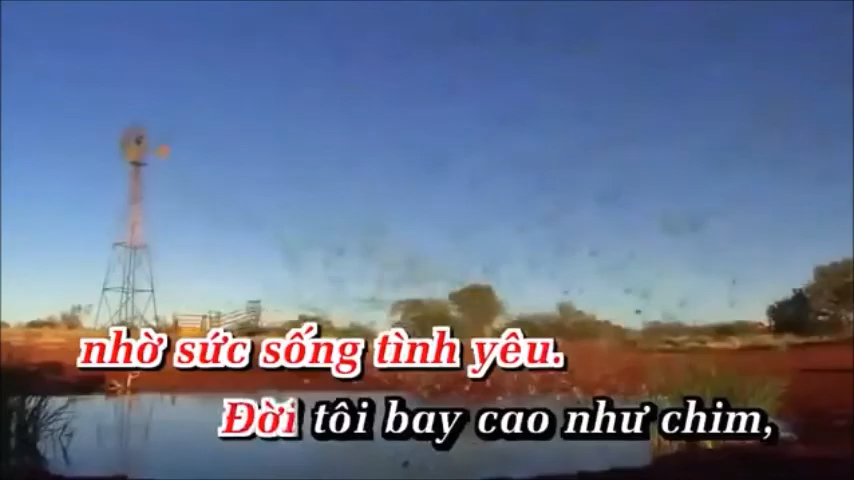 nhờ sức sống tình yêu.
Đời tôi bay cao như chim,